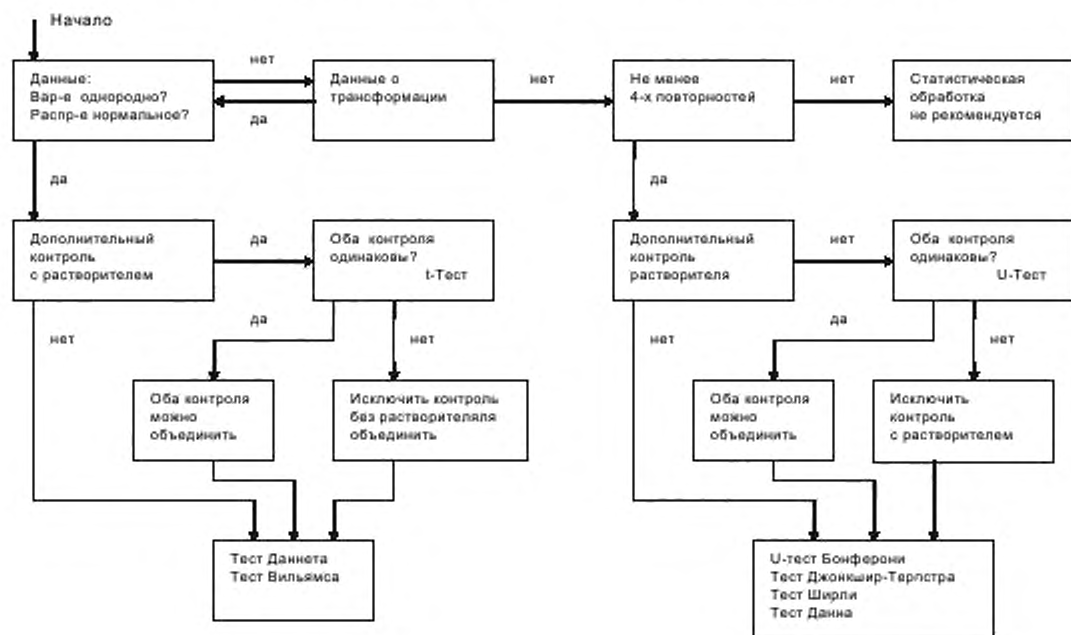 Начало
нет
Данные:
Вар-е однородно?
Распр-е нормальное?
да
Данные о
трансформации
нет
Не менее
4-х повторностей
нет
Статистическая
обработка
не рекомендуется
да
да
Дополнительный
контроль
с растворителем
да
Оба контроля
одинаковы?
t-Тест
Дополнительный
контроль
растворителя
нет
Оба контроля
одинаковы?
U-Тест
нет
да
нет
нет
да
нет
Оба контроля
можно
объединить
Исключить контроль
без растворителяля
объединить
Оба контроля
можно
объединить
Исключить
контроль
с растворителем
Тест Даннета
Тест Вильямса
U-тест Бонферони
Тест Джонкшир-Терпстра
Тест Ширли
Тест Данна